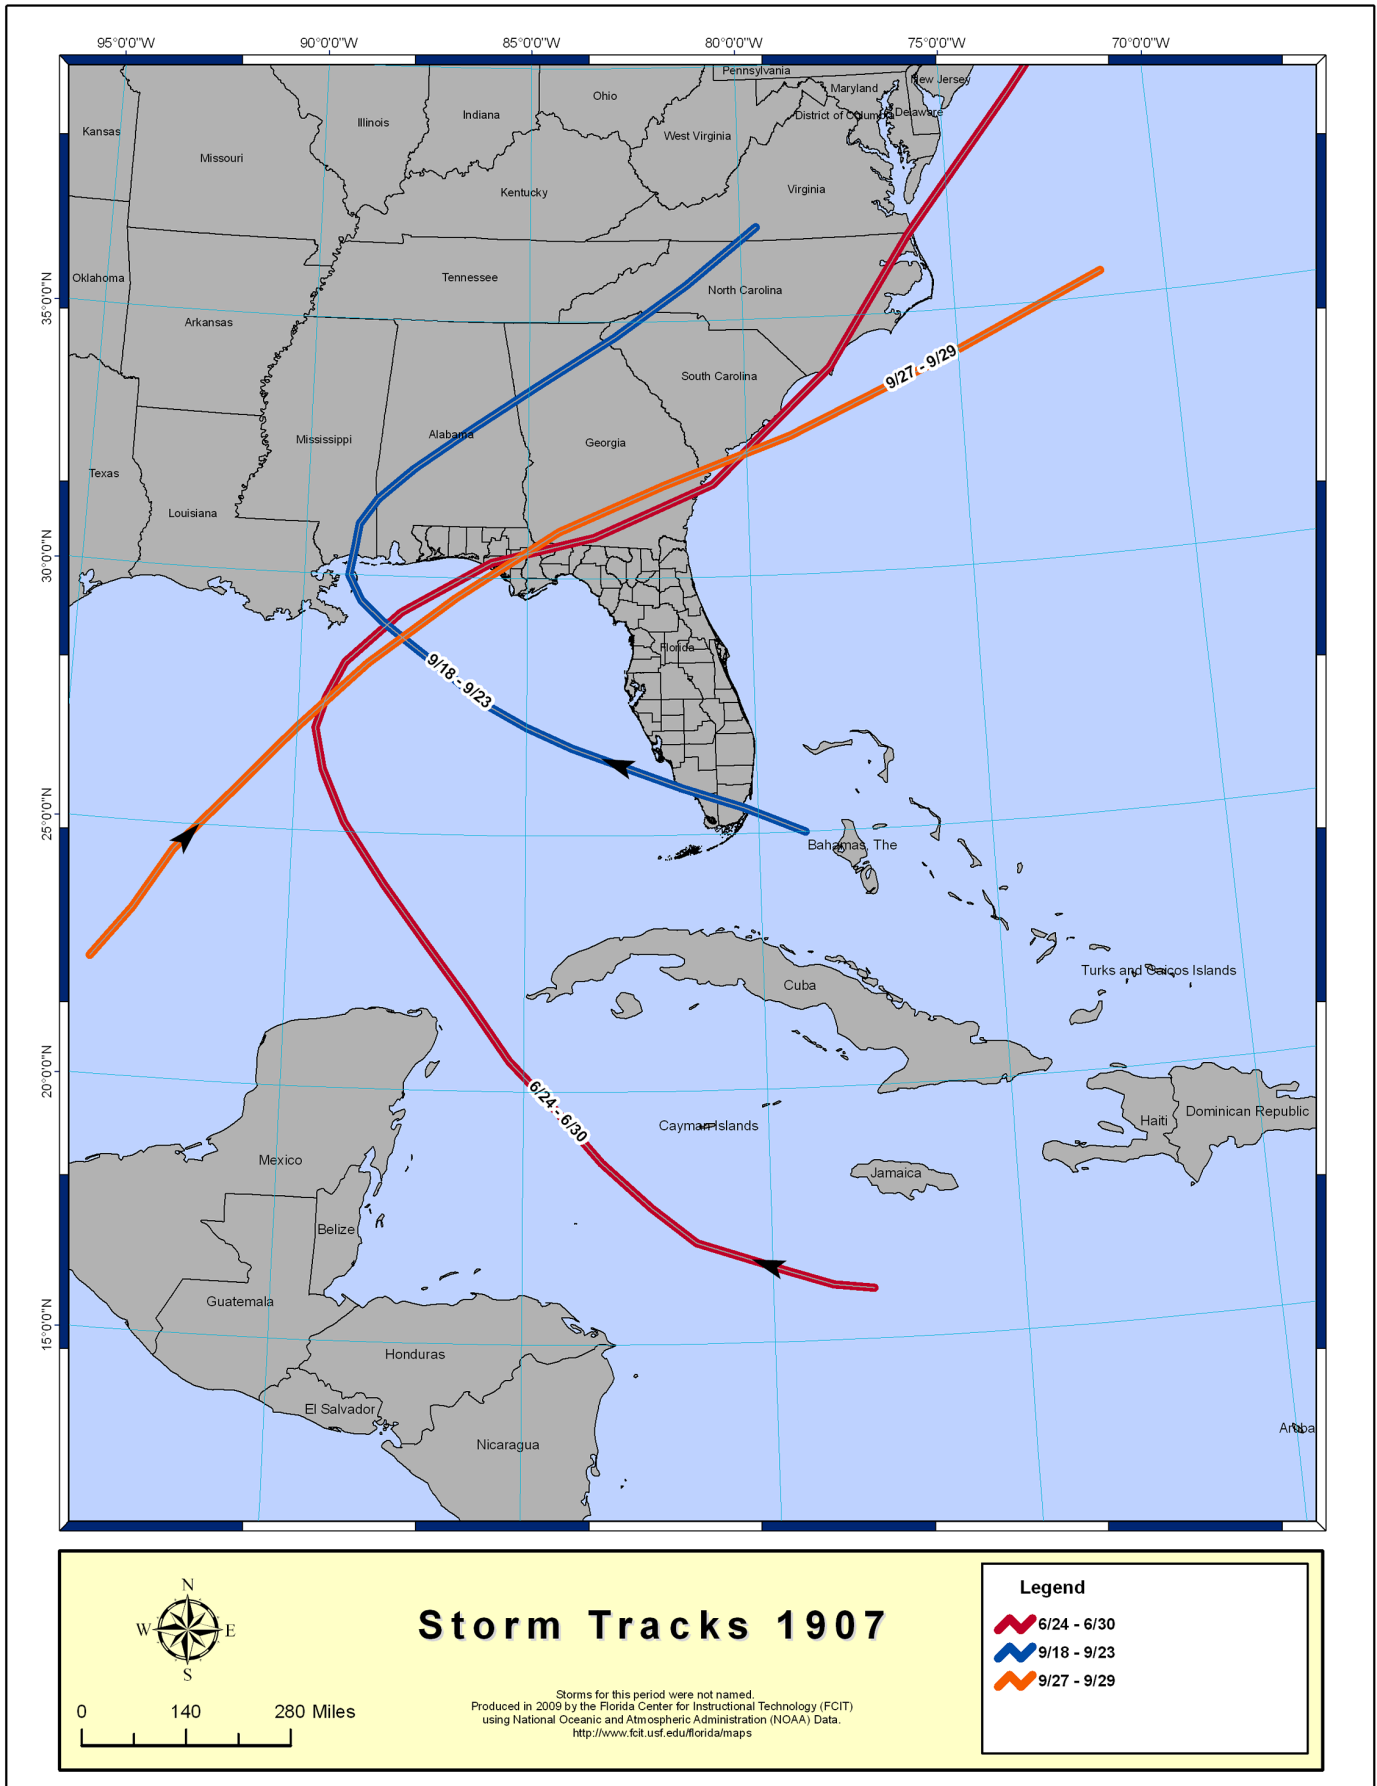 95°0'0"W 90°0'0"W 85°0'0"W 80°0'0"W 75°0'0"W 70°0'0"W
Pennsylvania
New Jersey
Maryland
Ohio
Indiana
Illinois
District of Columbia
Delaware
Kansas
West Virginia
Missouri
Kentucky
Virginia
Oklahoma
Tennessee
North Carolina
35°0'0"N
Arkansas
9/27 - 9/29
South Carolina
Alabama
Mississippi
Georgia
Texas
Louisiana
30°0'0"N
Florida
9/18 - 9/23
25°0'0"N
Bahamas, The
Turks and Caicos Islands
Cuba
20°0'0"N
6/24 - 6/30
Cayman Islands
Haiti
Dominican Republic
Mexico
Jamaica
Belize
Guatemala
15°0'0"N
Honduras
El Salvador
Aruba
Nicaragua
N
W E
S
0 140 280 Miles
Storm Tracks 1907
Storms for this period were not named.
Produced in 2009 by the Florida Center for Instructional Technology (FCIT)
using National Oceanic and Atmospheric Administration (NOAA) Data.
http://www.fcit.usf.edu/florida/maps
Legend
6/24 - 6/30
9/18 - 9/23
9/27 - 9/29